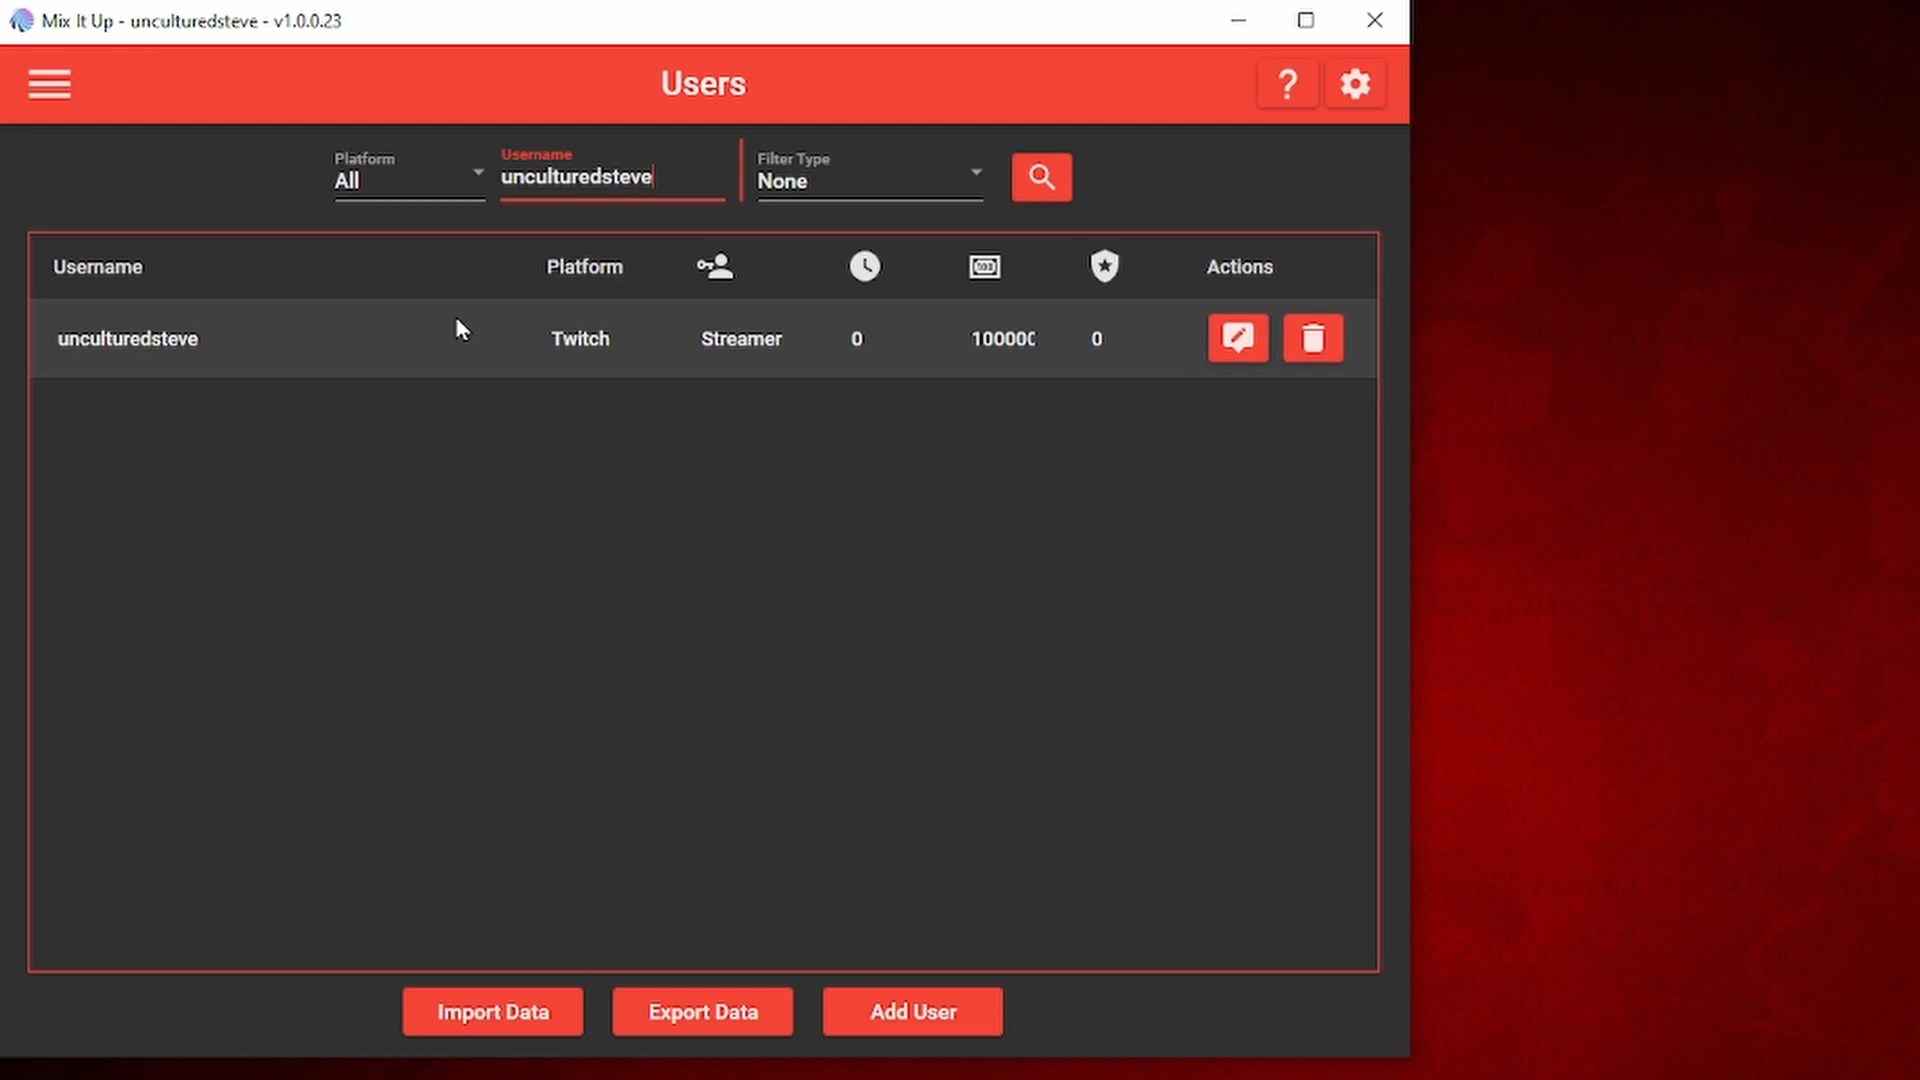 Mix It Up - unculturedsteve - v1.0.0.23
Users
?
Platform
All
Username
unculturedsteve
Filter Type
None
Username Platform Actions
unculturedsteve Twitch Streamer 0 100000 0
Import Data Export Data Add User